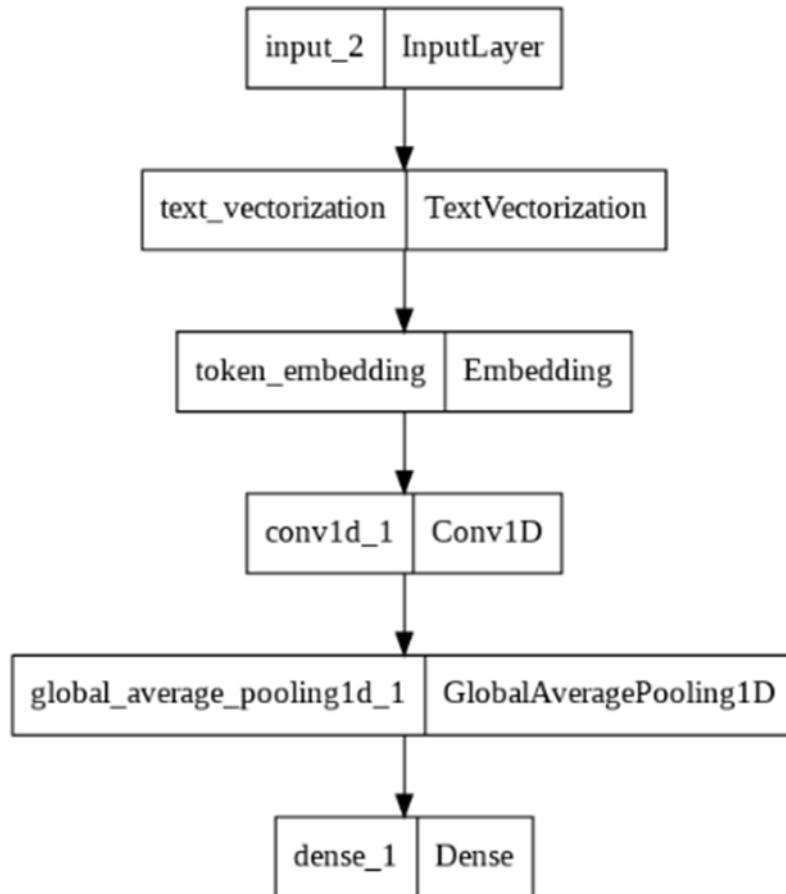 input_2 InputLayer
text_vectorization TextVectorization
token_embedding Embedding
conv1d_1 Conv1D
global_average_pooling1d_1 GlobalAveragePooling1D
dense_1 Dense